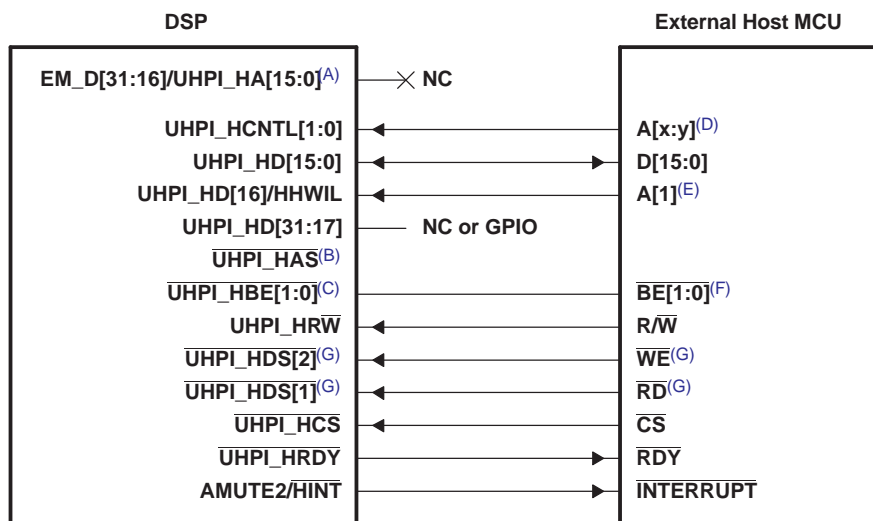 DSP External Host MCU
EM_D[31:16]/UHPI_HA[15:0](A) NC
UHPI_HCNTL[1:0] A[x:y](D)
UHPI_HD[15:0] D[15:0]
UHPI_HD[16]/HHWIL A[1](E)
UHPI_HD[31:17] NC or GPIO
UHPI_HAS(B)
UHPI_HBE[1:0](C) BE[1:0](F)
UHPI_HRW R/W
UHPI_HDS[2](G) WE(G)
UHPI_HDS[1](G) RD(G)
UHPI_HCS CS
UHPI_HRDY RDY
AMUTE2/HINT INTERRUPT